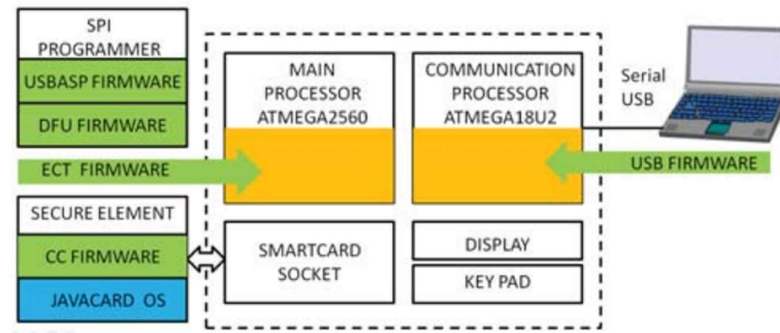 SPI
PROGRAMMER
USBASP FIRMWARE
DFU FIRMWARE
ECT FIRMWARE
SECURE ELEMENT
CC FIRMWARE
JAVACARD OS
MAIN
PROCESSOR
ATMEGA2560
COMMUNICATION
PROCESSOR
ATMEGA18U2
SMARTCARD
SOCKET
DISPLAY
KEY PAD
Serial
USB
USB FIRMWARE